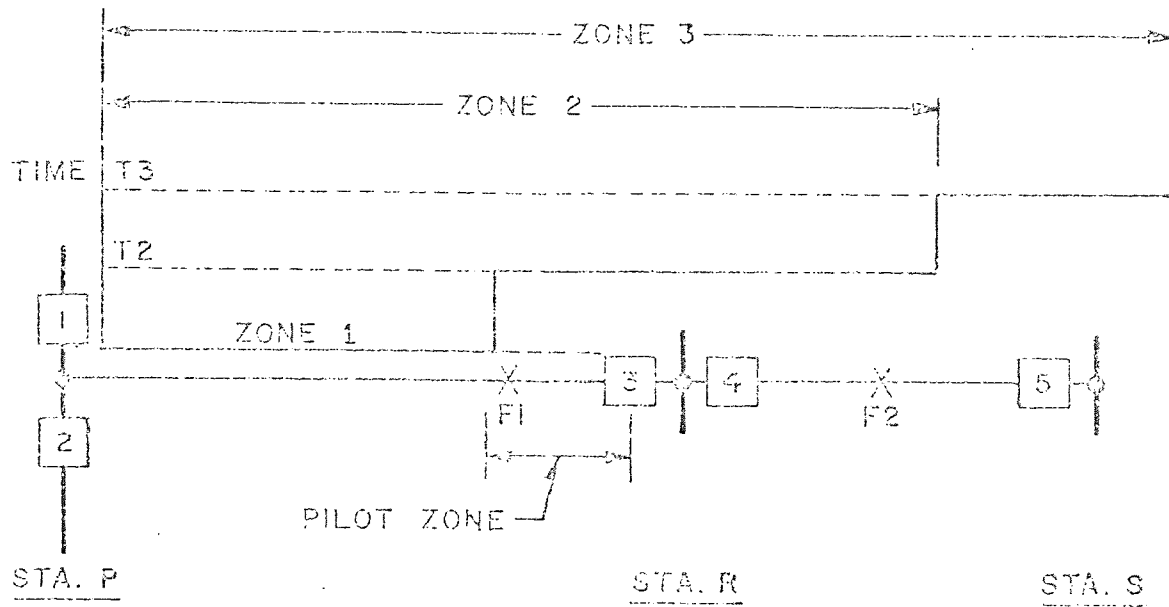 ZONE 3
ZONE 2
TIME T3
T2
1
ZONE 1
3
4
5
F1
F2
2
PILOT ZONE
STA. P
STA. R
STA. S